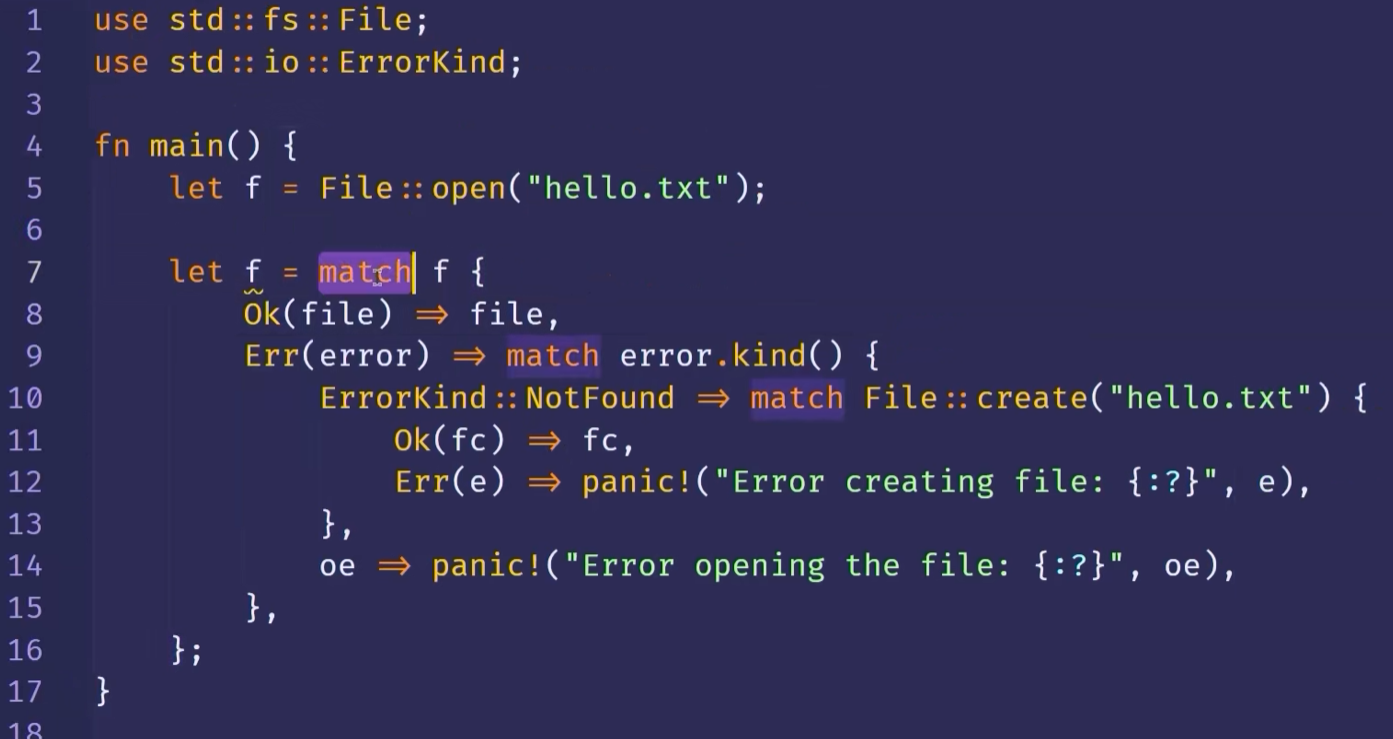 1 use std::fs::File;
2 use std::io::ErrorKind;
3
4 fn main() {
5 let f = File::open("hello.txt");
6
7 let f = match f {
8 Ok(file) => file,
9 Err(error) => match error.kind() {
10 ErrorKind::NotFound => match File::create("hello.txt") {
11 Ok(fc) => fc,
12 Err(e) => panic!("Error creating file: {:?}", e),
13 },
14 oe => panic!("Error opening the file: {:?}", oe),
15 },
16 };
17 }
18